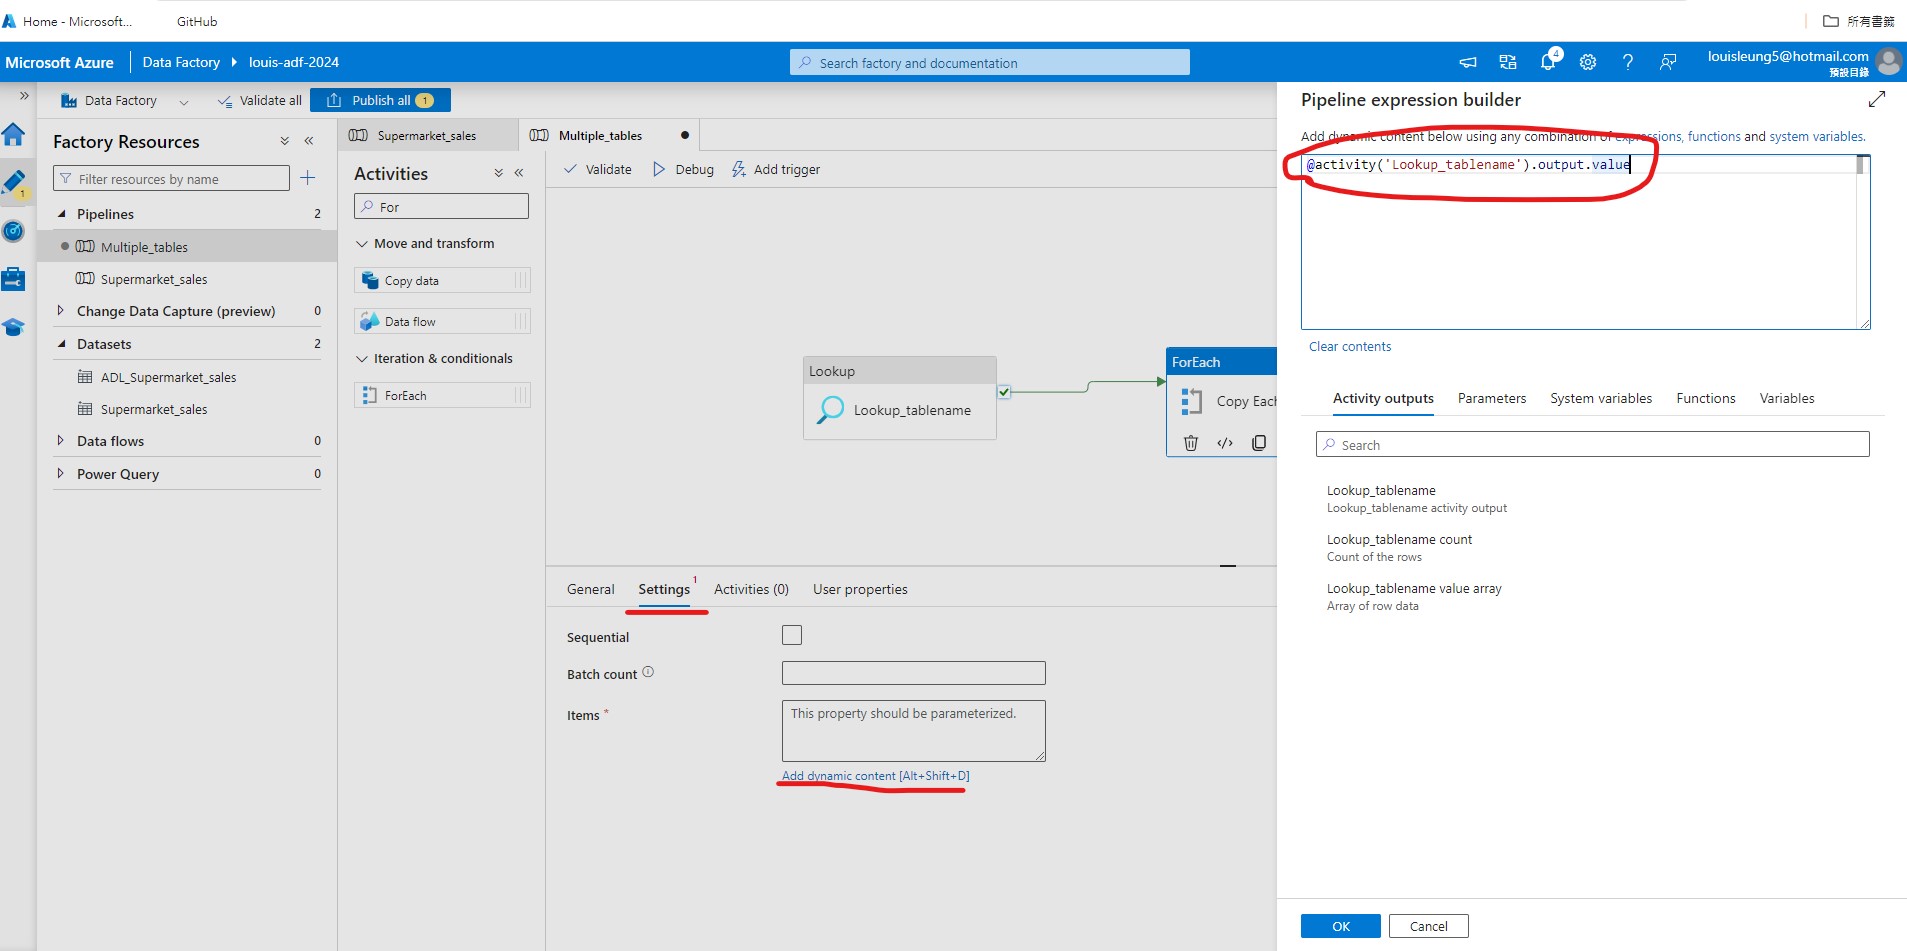 Home - Microsoft...
GitHub
所有書籤
Microsoft Azure
Data Factory
louis-adf-2024
Search factory and documentation
4
louisleung5@hotmail.com
預設目錄
Data Factory
Validate all
Publish all 1
Factory Resources
Filter resources by name
1
Pipelines 2
Multiple_tables
Supermarket_sales
Change Data Capture (preview) 0
Datasets 2
ADL_Supermarket_sales
Supermarket_sales
Data flows 0
Power Query 0
Supermarket_sales
Multiple_tables
Activities
For
Move and transform
Copy data
Data flow
Iteration & conditionals
ForEach
Validate
Debug
Add trigger
Lookup
Lookup_tablename
ForEach
Copy Each
General
Settings 1
Activities (0)
User properties
Sequential
Batch count
Items *
This property should be parameterized.
Add dynamic content [Alt+Shift+D]
Pipeline expression builder
Add dynamic content below using any combination of expressions, functions and system variables.
@activity('Lookup_tablename').output.value
Clear contents
Activity outputs
Parameters
System variables
Functions
Variables
Search
Lookup_tablename
Lookup_tablename activity output
Lookup_tablename count
Count of the rows
Lookup_tablename value array
Array of row data
OK
Cancel